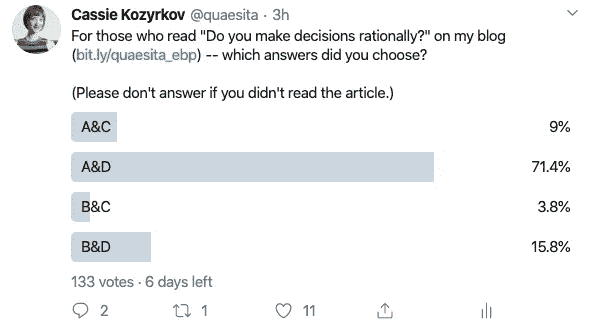 Cassie Kozyrkov @quaesita · 3h
For those who read "Do you make decisions rationally?" on my blog
(bit.ly/quaesita_ebp) -- which answers did you choose?
(Please don't answer if you didn't read the article.)
A&C 9%
A&D 71.4%
B&C 3.8%
B&D 15.8%
133 votes · 6 days left
2 1 11